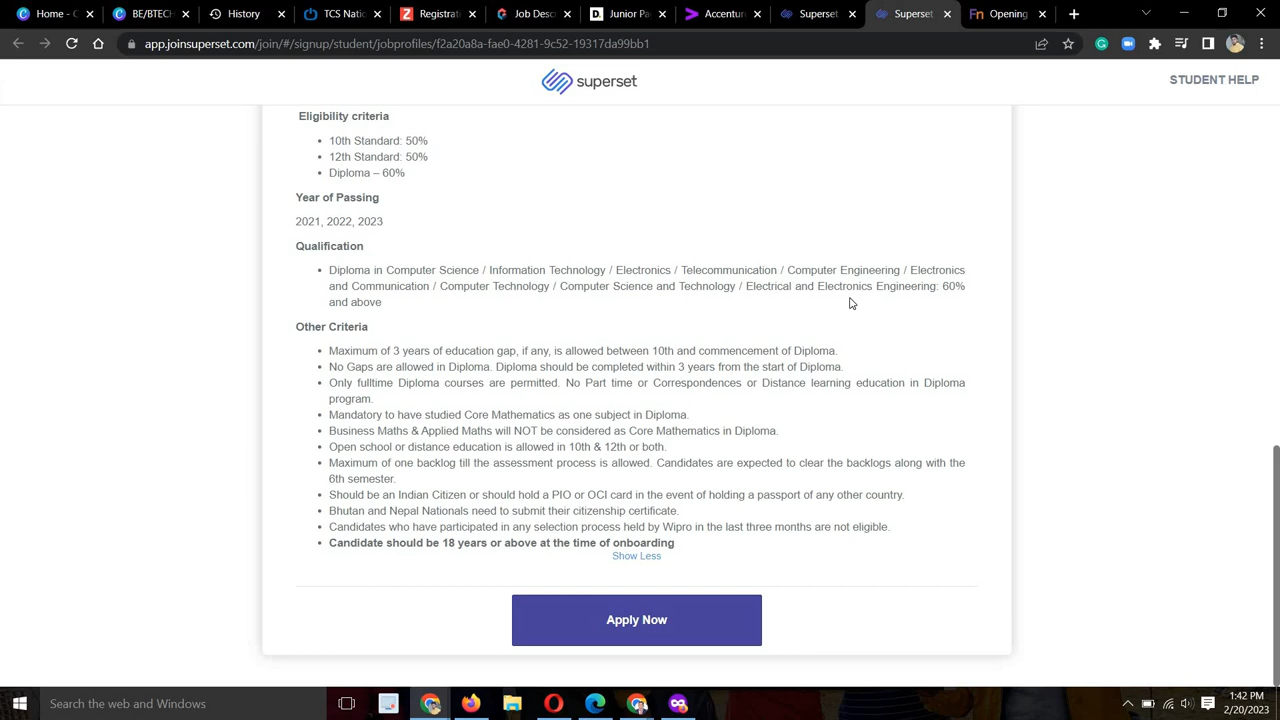 Home - C
BE/BTECH
History
TCS Nati
Registrat
Job Descr
Junior Pa
Accentur
Superset
Superset
Opening
app.joinsuperset.com/join/#/signup/student/jobprofiles/f2a20a8a-fae0-4281-9c52-19317da99bb1
superset
STUDENT HELP
Eligibility criteria
• 10th Standard: 50%
• 12th Standard: 50%
• Diploma – 60%
Year of Passing
2021, 2022, 2023
Qualification
• Diploma in Computer Science / Information Technology / Electronics / Telecommunication / Computer Engineering / Electronics
and Communication / Computer Technology / Computer Science and Technology / Electrical and Electronics Engineering: 60%
and above
Other Criteria
• Maximum of 3 years of education gap, if any, is allowed between 10th and commencement of Diploma.
• No Gaps are allowed in Diploma. Diploma should be completed within 3 years from the start of Diploma.
• Only fulltime Diploma courses are permitted. No Part time or Correspondences or Distance learning education in Diploma
program.
• Mandatory to have studied Core Mathematics as one subject in Diploma.
• Business Maths & Applied Maths will NOT be considered as Core Mathematics in Diploma.
• Open school or distance education is allowed in 10th & 12th or both.
• Maximum of one backlog till the assessment process is allowed. Candidates are expected to clear the backlogs along with the
6th semester.
• Should be an Indian Citizen or should hold a PIO or OCI card in the event of holding a passport of any other country.
• Bhutan and Nepal Nationals need to submit their citizenship certificate.
• Candidates who have participated in any selection process held by Wipro in the last three months are not eligible.
• Candidate should be 18 years or above at the time of onboarding
Show Less
Apply Now
Search the web and Windows
1:42 PM
2/20/2023